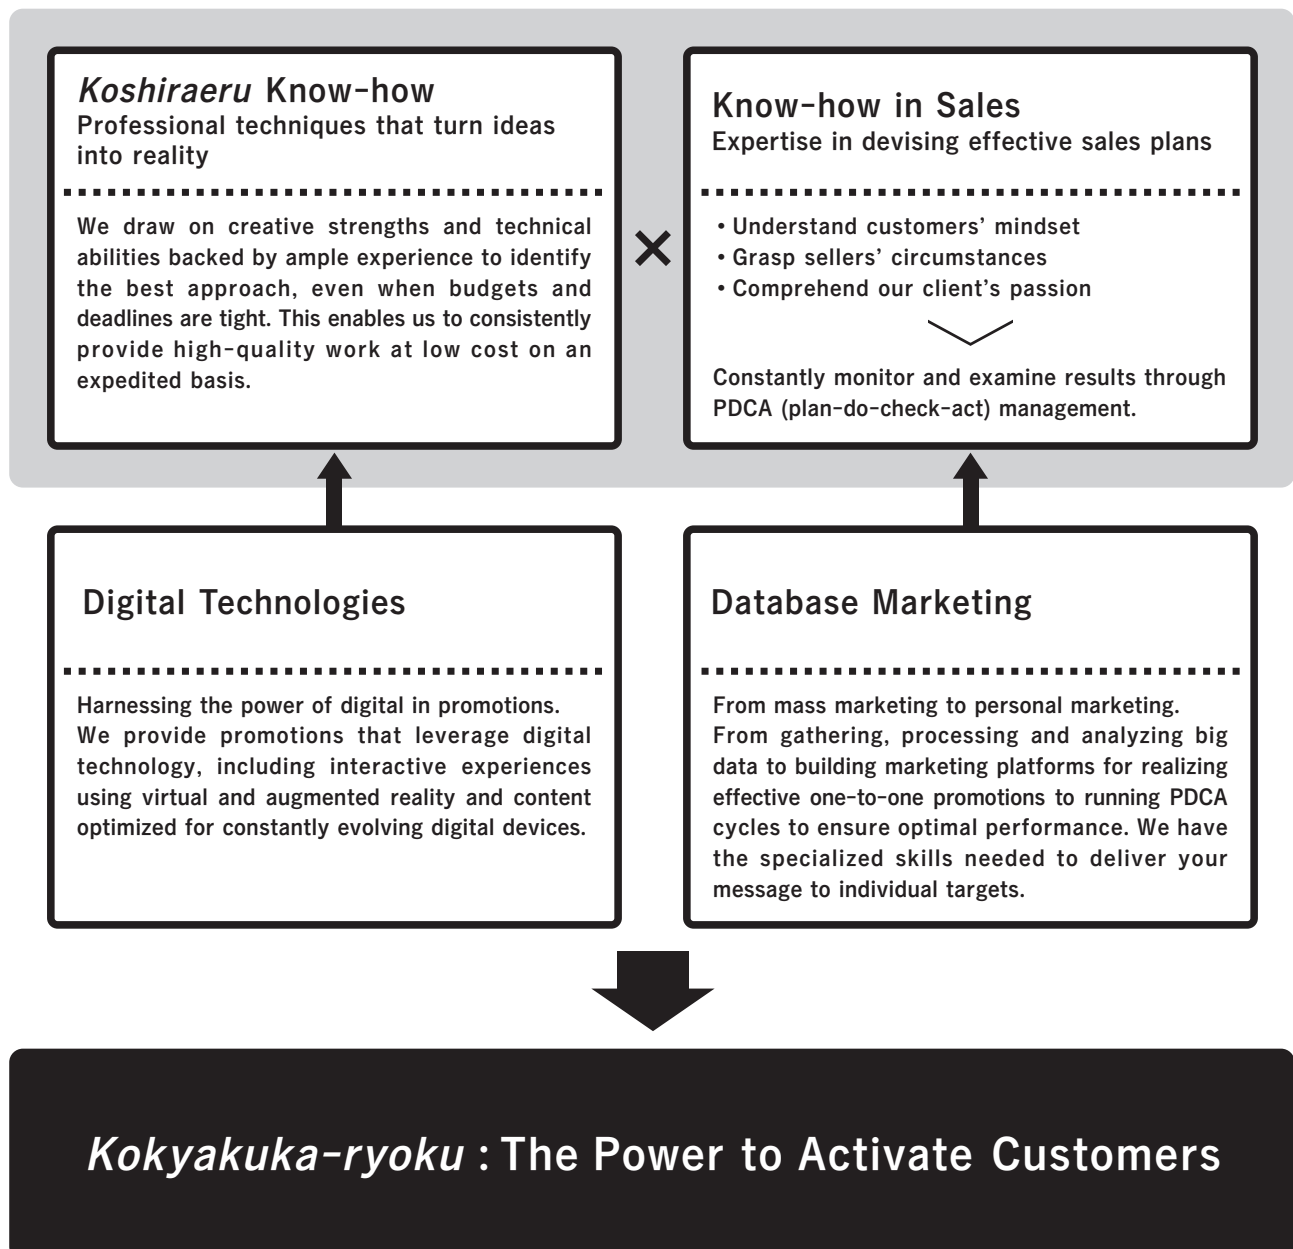 Koshiraeru Know-how
Professional techniques that turn ideas
into reality
We draw on creative strengths and technical
abilities backed by ample experience to identify
the best approach, even when budgets and
deadlines are tight. This enables us to consistently
provide high-quality work at low cost on an
expedited basis.
×
Know-how in Sales
Expertise in devising effective sales plans
• Understand customers’ mindset
• Grasp sellers’ circumstances
• Comprehend our client’s passion
Constantly monitor and examine results through
PDCA (plan-do-check-act) management.
Digital Technologies
Harnessing the power of digital in promotions.
We provide promotions that leverage digital
technology, including interactive experiences
using virtual and augmented reality and content
optimized for constantly evolving digital devices.
Database Marketing
From mass marketing to personal marketing.
From gathering, processing and analyzing big
data to building marketing platforms for realizing
effective one-to-one promotions to running PDCA
cycles to ensure optimal performance. We have
the specialized skills needed to deliver your
message to individual targets.
Kokyakuka-ryoku : The Power to Activate Customers